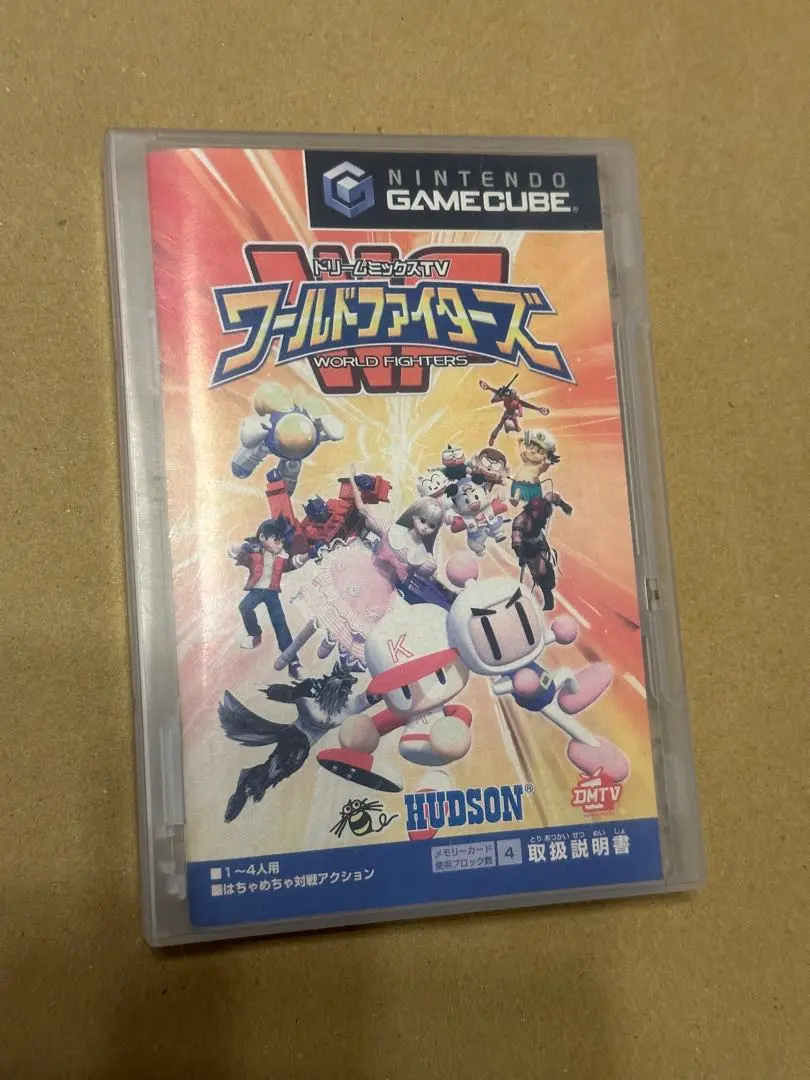 NINTENDO
GAMECUBE
ドリームミックスTV
ワールドファイターズ
WORLD FIGHTERS
K
K
HUDSON®
DMTV
■1〜4人用
■はちゃめちゃ対戦アクション
メモリーカード
使用ブロック数
4
とり あつかい せつ めい しょ
取扱説明書